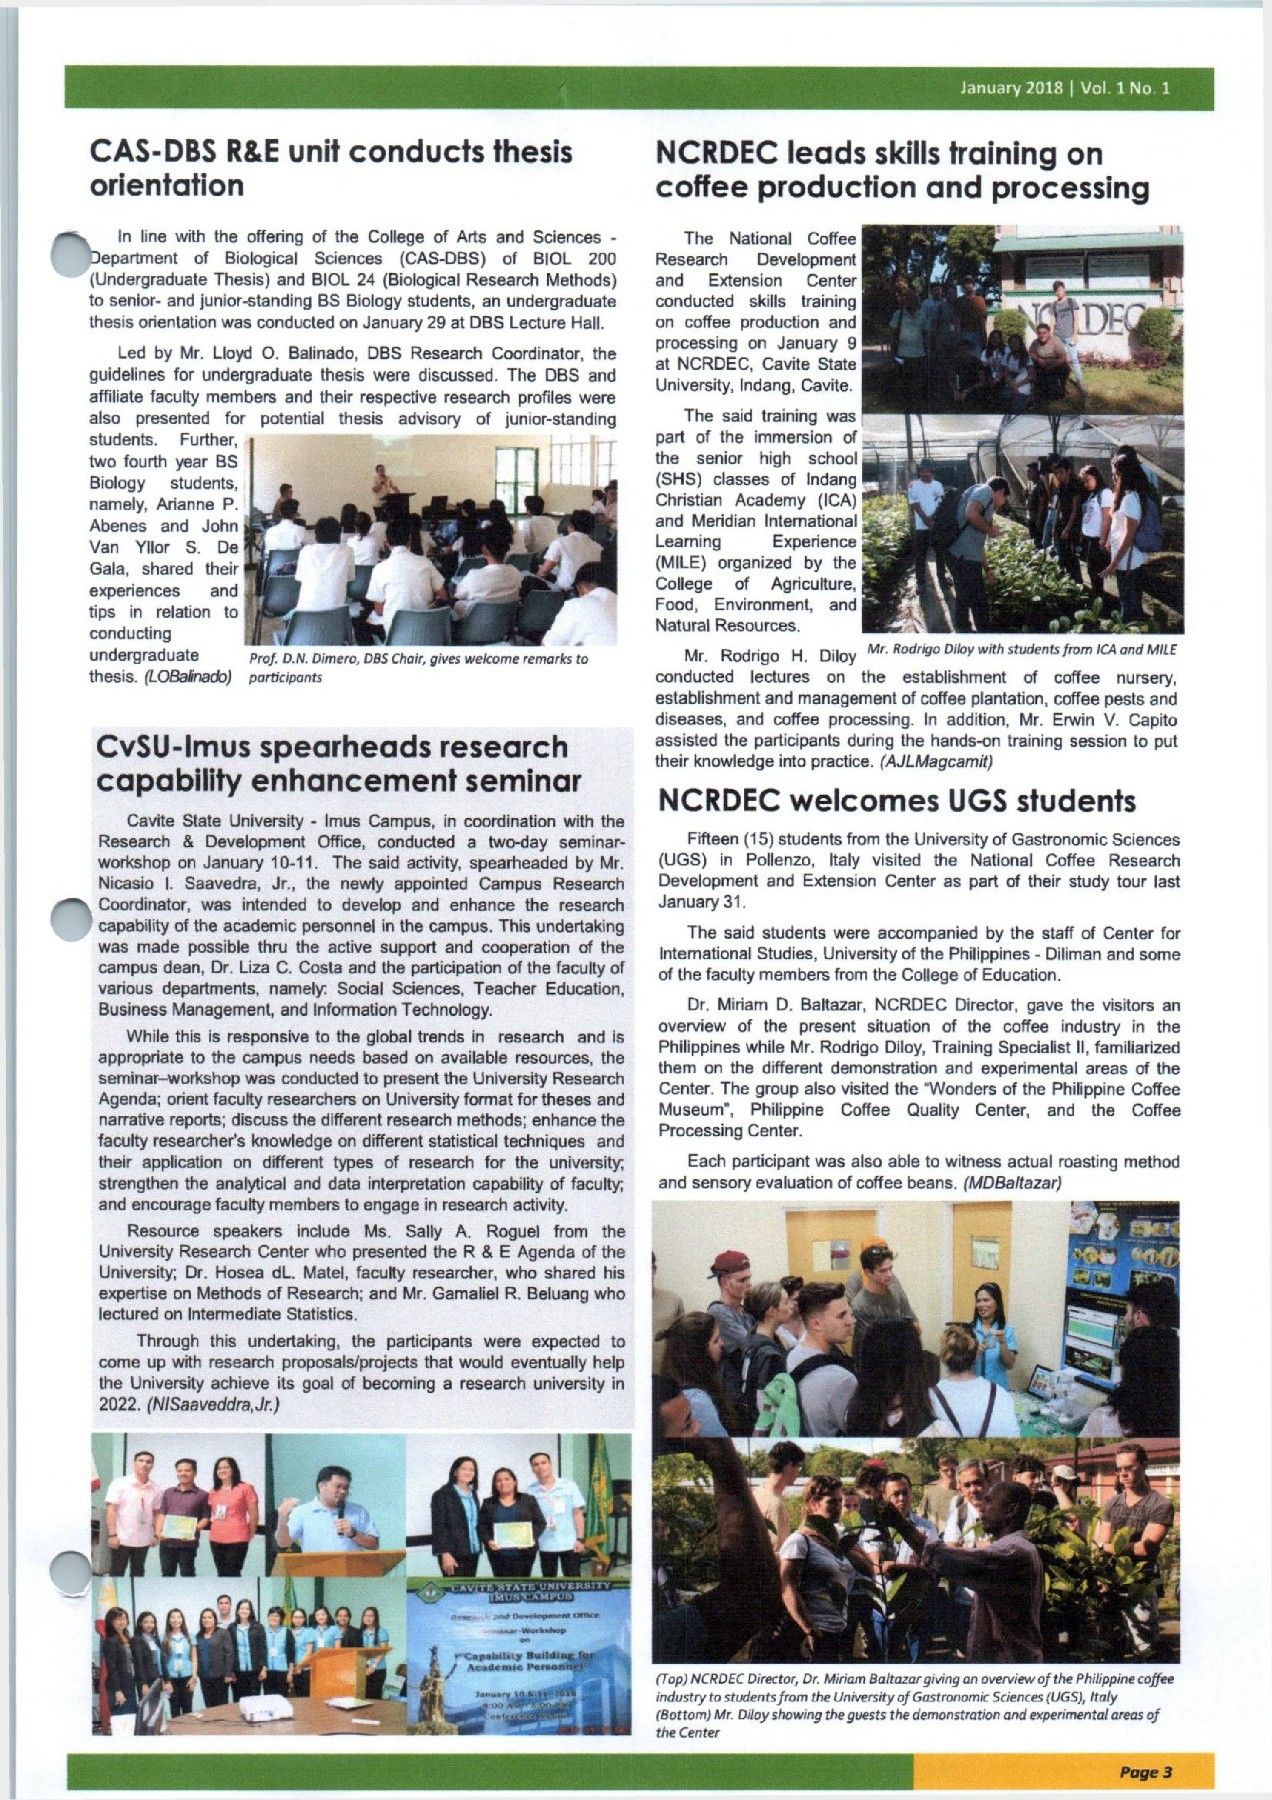 January 2018 | Vol. 1 No. 1
CAS-DBS R&E unit conducts thesis
orientation
In line with the offering of the College of Arts and Sciences -
Department of Biological Sciences (CAS-DBS) of BIOL 200
(Undergraduate Thesis) and BIOL 24 (Biological Research Methods)
to senior- and junior-standing BS Biology students, an undergraduate
thesis orientation was conducted on January 29 at DBS Lecture Hall.
Led by Mr. Lloyd O. Balinado, DBS Research Coordinator, the
guidelines for undergraduate thesis were discussed. The DBS and
affiliate faculty members and their respective research profiles were
also presented for potential thesis advisory of junior-standing
students. Further,
two fourth year BS
Biology students,
namely, Arianne P.
Abenes and John
Van Yllor S. De
Gala, shared their
experiences and
tips in relation to
conducting
undergraduate
thesis. (LOBalinado)
Prof. D.N. Dimero, DBS Chair, gives welcome remarks to
participants
CvSU-Imus spearheads research
capability enhancement seminar
Cavite State University - Imus Campus, in coordination with the
Research & Development Office, conducted a two-day seminar-
workshop on January 10-11. The said activity, spearheaded by Mr.
Nicasio I. Saavedra, Jr., the newly appointed Campus Research
Coordinator, was intended to develop and enhance the research
capability of the academic personnel in the campus. This undertaking
was made possible thru the active support and cooperation of the
campus dean, Dr. Liza C. Costa and the participation of the faculty of
various departments, namely: Social Sciences, Teacher Education,
Business Management, and Information Technology.
While this is responsive to the global trends in research and is
appropriate to the campus needs based on available resources, the
seminar–workshop was conducted to present the University Research
Agenda; orient faculty researchers on University format for theses and
narrative reports; discuss the different research methods; enhance the
faculty researcher's knowledge on different statistical techniques and
their application on different types of research for the university;
strengthen the analytical and data interpretation capability of faculty;
and encourage faculty members to engage in research activity.
Resource speakers include Ms. Sally A. Roguel from the
University Research Center who presented the R & E Agenda of the
University; Dr. Hosea dL. Matel, faculty researcher, who shared his
expertise on Methods of Research; and Mr. Gamaliel R. Beluang who
lectured on Intermediate Statistics.
Through this undertaking, the participants were expected to
come up with research proposals/projects that would eventually help
the University achieve its goal of becoming a research university in
2022. (NISaaveddra,Jr.)
CAVITE STATE UNIVERSITY
IMUS CAMPUS
Research and Development Office
Seminar-Workshop
on
"Capability Building for
Academic Personnel"
January 10 & 11, 2018
8:00 AM - 5:00 PM
Conference Room
NCRDEC leads skills training on
coffee production and processing
The National Coffee
Research Development
and Extension Center
conducted skills training
on coffee production and
processing on January 9
at NCRDEC, Cavite State
University, Indang, Cavite.
The said training was
part of the immersion of
the senior high school
(SHS) classes of Indang
Christian Academy (ICA)
and Meridian International
Learning Experience
(MILE) organized by the
College of Agriculture,
Food, Environment, and
Natural Resources.
NCRDEC
Mr. Rodrigo Diloy with students from ICA and MILE
Mr. Rodrigo H. Diloy
conducted lectures on the establishment of coffee nursery,
establishment and management of coffee plantation, coffee pests and
diseases, and coffee processing. In addition, Mr. Erwin V. Capito
assisted the participants during the hands-on training session to put
their knowledge into practice. (AJLMagcamit)
NCRDEC welcomes UGS students
Fifteen (15) students from the University of Gastronomic Sciences
(UGS) in Pollenzo, Italy visited the National Coffee Research
Development and Extension Center as part of their study tour last
January 31.
The said students were accompanied by the staff of Center for
International Studies, University of the Philippines - Diliman and some
of the faculty members from the College of Education.
Dr. Miriam D. Baltazar, NCRDEC Director, gave the visitors an
overview of the present situation of the coffee industry in the
Philippines while Mr. Rodrigo Diloy, Training Specialist II, familiarized
them on the different demonstration and experimental areas of the
Center. The group also visited the "Wonders of the Philippine Coffee
Museum", Philippine Coffee Quality Center, and the Coffee
Processing Center.
Each participant was also able to witness actual roasting method
and sensory evaluation of coffee beans. (MDBaltazar)
(Top) NCRDEC Director, Dr. Miriam Baltazar giving an overview of the Philippine coffee
industry to students from the University of Gastronomic Sciences (UGS), Italy
(Bottom) Mr. Diloy showing the guests the demonstration and experimental areas of
the Center
Page 3